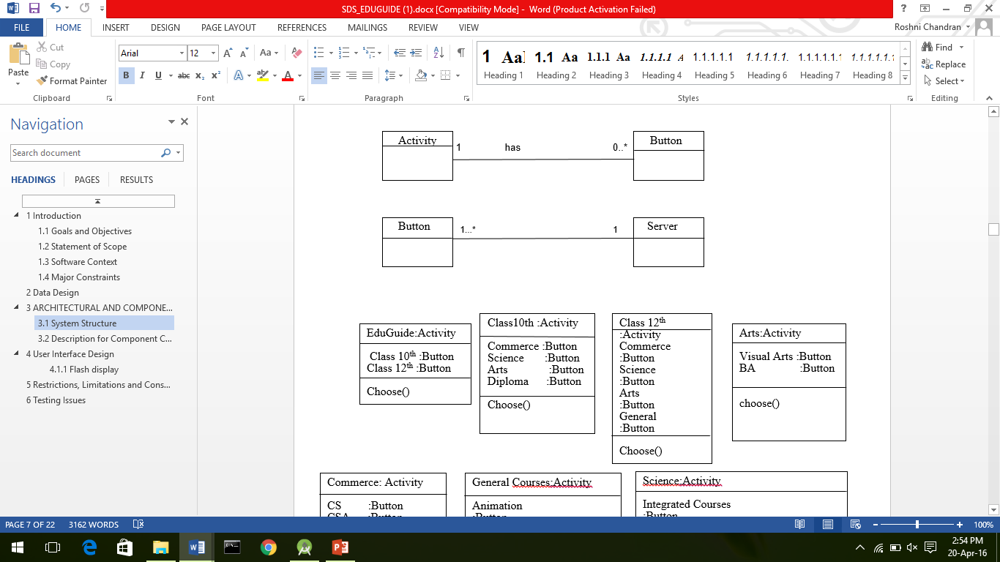 SDS_EDUGUIDE (1).docx [Compatibility Mode] - Word (Product Activation Failed)
FILE HOME INSERT DESIGN PAGE LAYOUT REFERENCES MAILINGS REVIEW VIEW
Roshni Chandran
Paste
Cut
Copy
Format Painter
Clipboard
Arial 12
Font
Paragraph
1 Aal 1.1 Aa 1.1.1 Aa 1.1.1.1 A 1.1.1.1.1 1.1.1.1.1. 1.1.1.1.1 1.1.1.1.1.
Heading 1 Heading 2 Heading 3 Heading 4 Heading 5 Heading 6 Heading 7 Heading 8
Styles
Find
Replace
Select
Editing
Navigation
Search document
HEADINGS PAGES RESULTS
1 Introduction
1.1 Goals and Objectives
1.2 Statement of Scope
1.3 Software Context
1.4 Major Constraints
2 Data Design
3 ARCHITECTURAL AND COMPONE...
3.1 System Structure
3.2 Description for Component C...
4 User Interface Design
4.1.1 Flash display
5 Restrictions, Limitations and Cons...
6 Testing Issues
Activity
1 has 0..*
Button
Button
1...* 1
Server
EduGuide:Activity
Class 10th :Button
Class 12th :Button
Choose()
Class10th :Activity
Commerce :Button
Science :Button
Arts :Button
Diploma :Button
Choose()
Class 12th
:Activity
Commerce
:Button
Science
:Button
Arts
:Button
General
:Button
Choose()
Arts:Activity
Visual Arts :Button
BA :Button
choose()
Commerce: Activity
CS :Button
CSA :Button
General Courses:Activity
Animation
:Button
Science:Activity
Integrated Courses
:Button
PAGE 7 OF 22 3162 WORDS
100%
2:54 PM
20-Apr-16